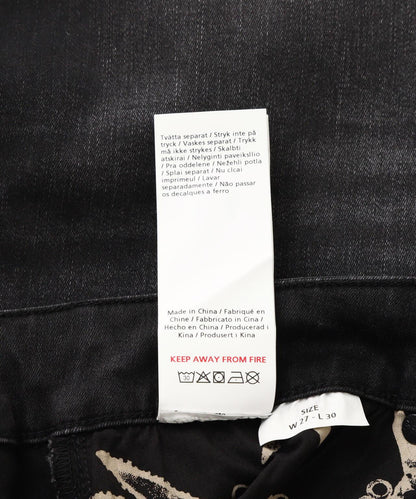 Tvätta separat / Stryk inte på
tryck / Vaskes separat / Trykk
må ikke strykes / Skalbti
atskirai / Nelyginti paveikslio
/ Pra oddelene / Nežehli potlac
/ Splai separat / Nu clcai
imprimeul / Lavar
separadamente / Não passar
os decalques a ferro
Made in China / Fabriqué en
Chine / Fabbricato in Cina /
Hecho en China / Producerad i
Kina / Produsert i Kina
KEEP AWAY FROM FIRE
30
SIZE
W 27 - L 30